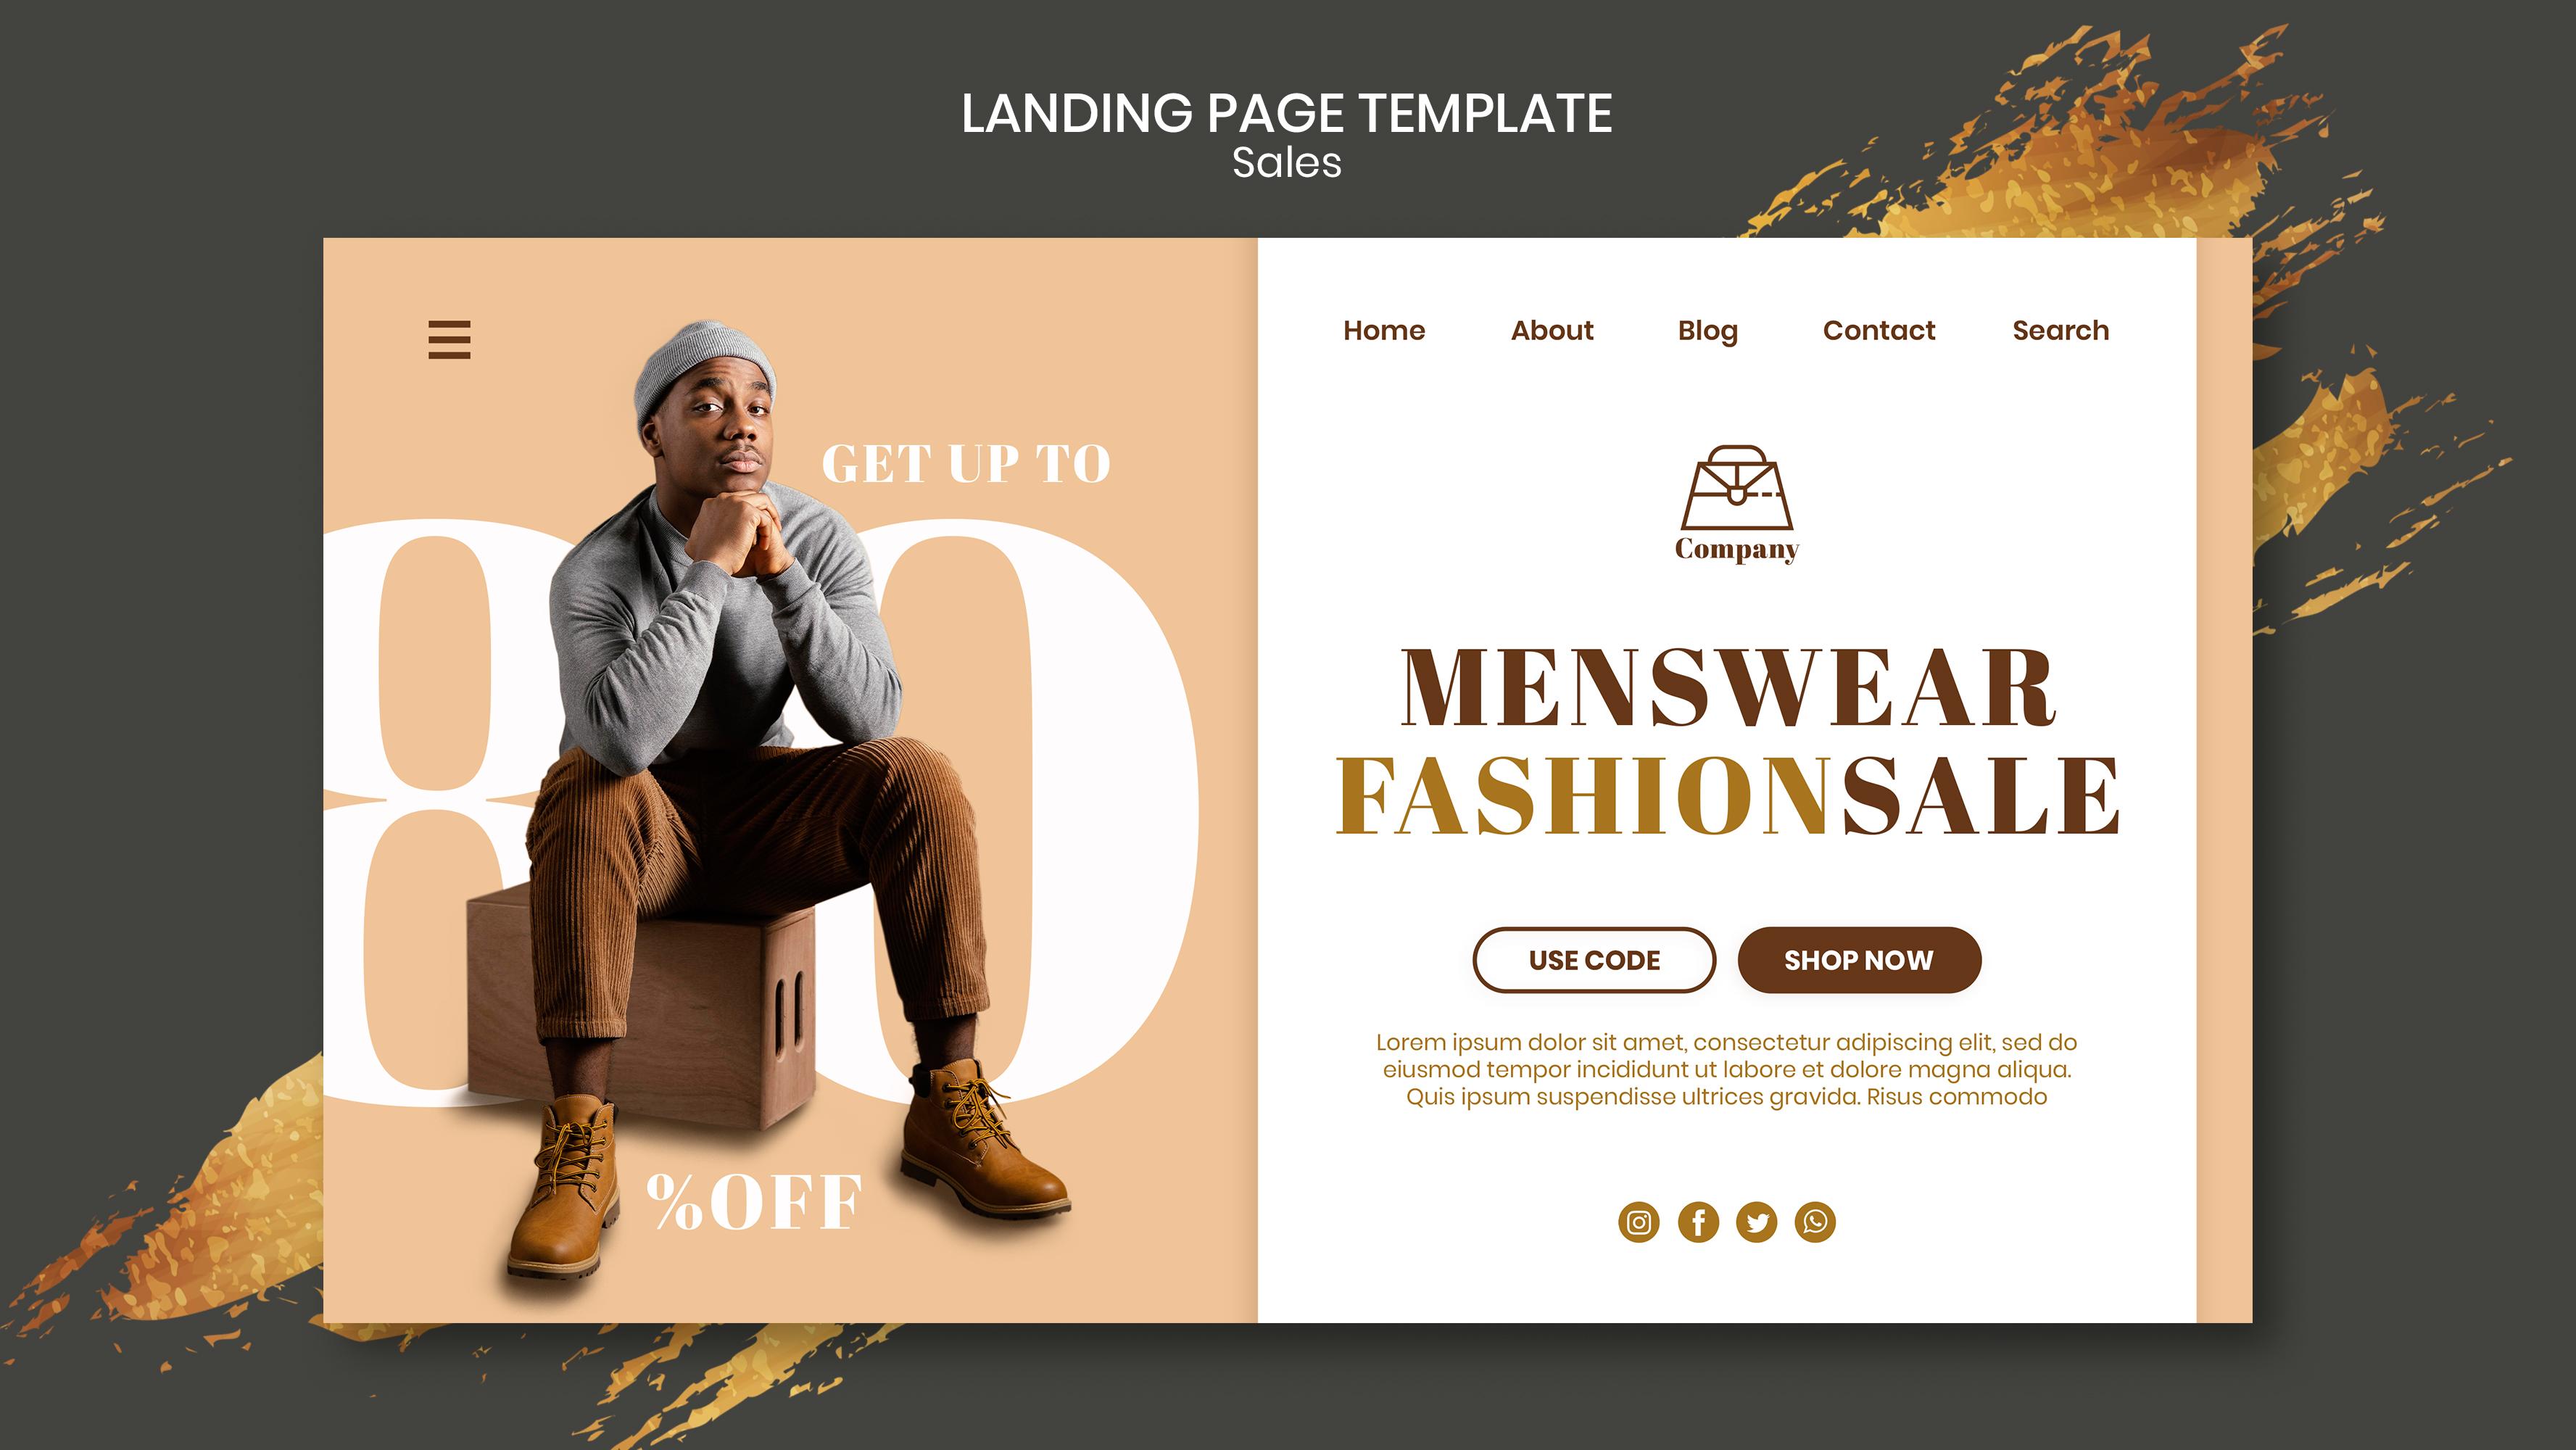 LANDING PAGE TEMPLATE
Sales
GET UP TO
80
%OFF
Home About Blog Contact Search
Company
MENSWEAR
FASHIONSALE
USE CODE SHOP NOW
Lorem ipsum dolor sit amet, consectetur adipiscing elit, sed do
eiusmod tempor incididunt ut labore et dolore magna aliqua.
Quis ipsum suspendisse ultrices gravida. Risus commodo